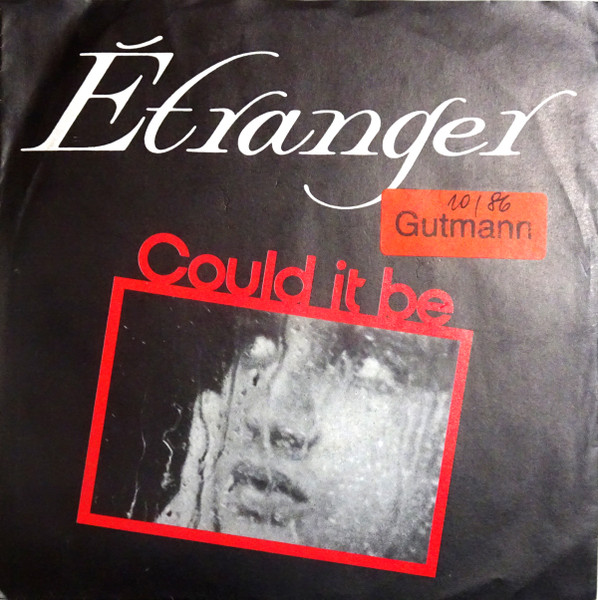 Étranger
10/86
Gutmann
Could it be